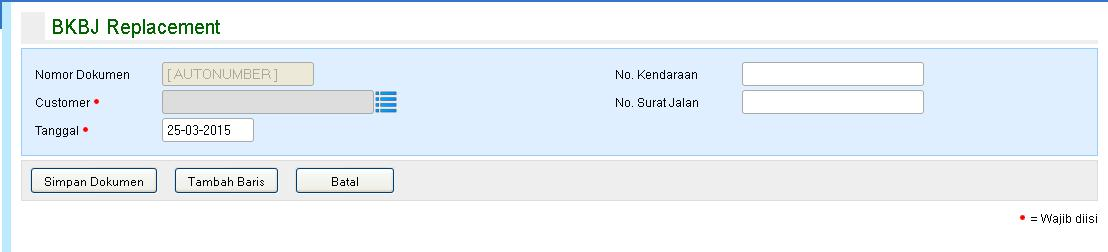 BKBJ Replacement
Nomor Dokumen [ AUTONUMBER ] No. Kendaraan
Customer • No. Surat Jalan
Tanggal • 25-03-2015
Simpan Dokumen Tambah Baris Batal
• = Wajib diisi